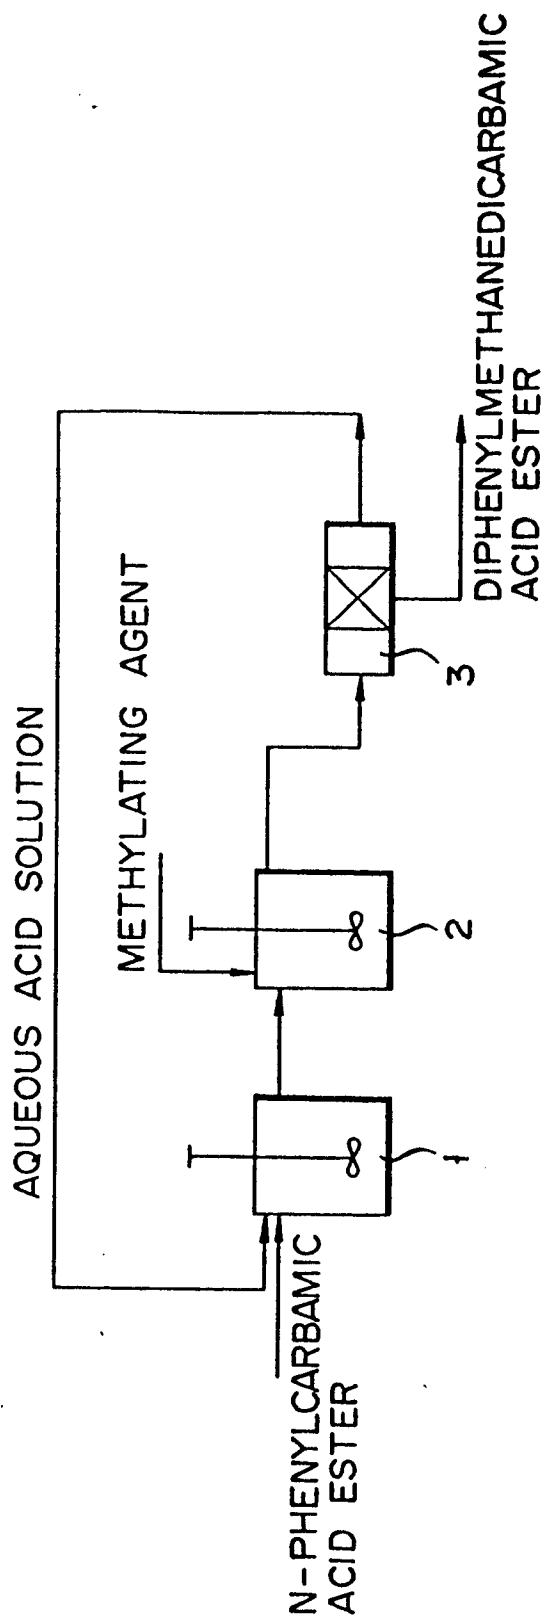 AQUEOUS ACID SOLUTION
METHYLATING AGENT
N-PHENYLCARBAMIC
ACID ESTER
1
2
3
DIPHENYLMETHANEDICARBAMIC
ACID ESTER